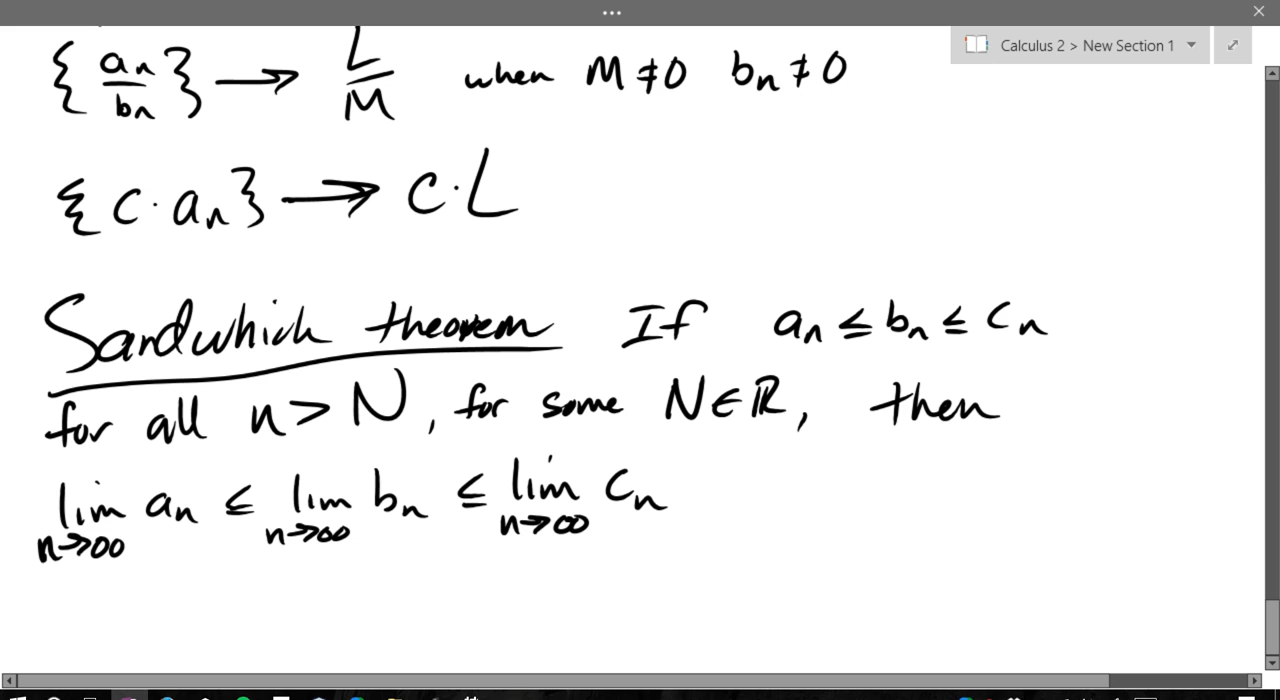 Calculus 2 > New Section 1
{ aₙ / bₙ } → L / M when M ≠ 0 bₙ ≠ 0
{ c · aₙ } → c · L
Sandwhich theorem If aₙ ≤ bₙ ≤ cₙ
for all n > N, for some N ∈ ℝ, then
lim n→∞ aₙ ≤ lim n→∞ bₙ ≤ lim n→∞ cₙ